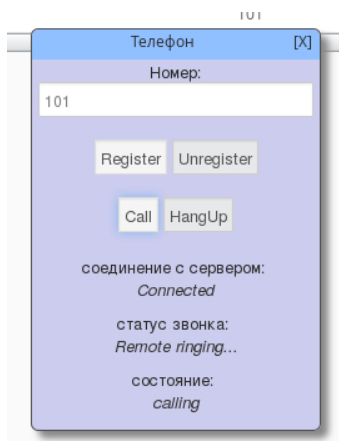 101
Телефон [X]
Номер:
101
Register Unregister
Call HangUp
соединение с сервером:
Connected
статус звонка:
Remote ringing...
состояние:
calling